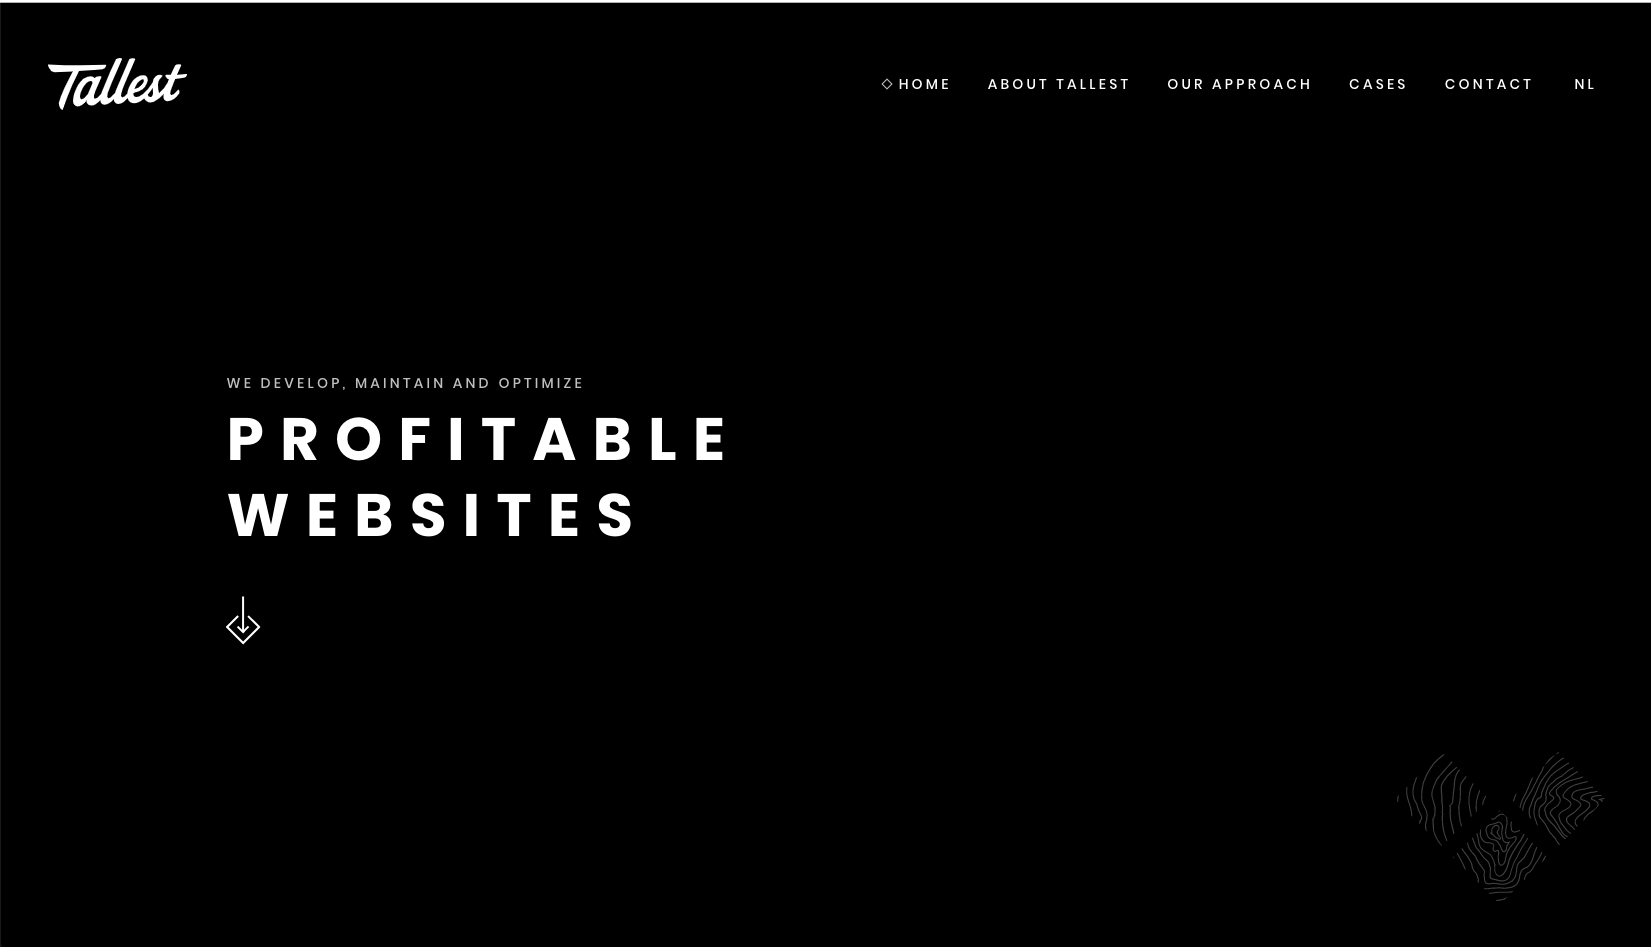 Tallest
HOME ABOUT TALLEST OUR APPROACH CASES CONTACT NL
WE DEVELOP, MAINTAIN AND OPTIMIZE
PROFITABLE
WEBSITES